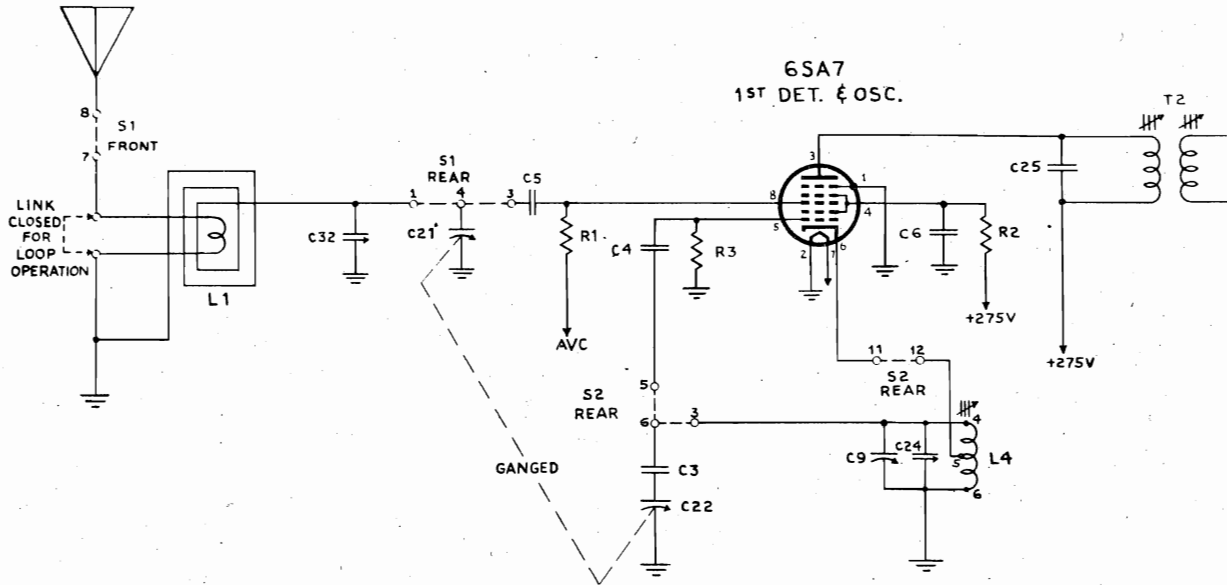 6SA7
1ST DET. & OSC.
T2
8
S1
FRONT
7
LINK
CLOSED
FOR
LOOP
OPERATION
L1
C32
S1
REAR
1
4
3
C5
C21
R1
AVC
C4
R3
3
8
5
1
4
2
7
6
C6
R2
+275V
C25
+275V
11
12
S2
REAR
5
S2
REAR
6
3
C3
C22
GANGED
C9
C24
4
5
6
L4